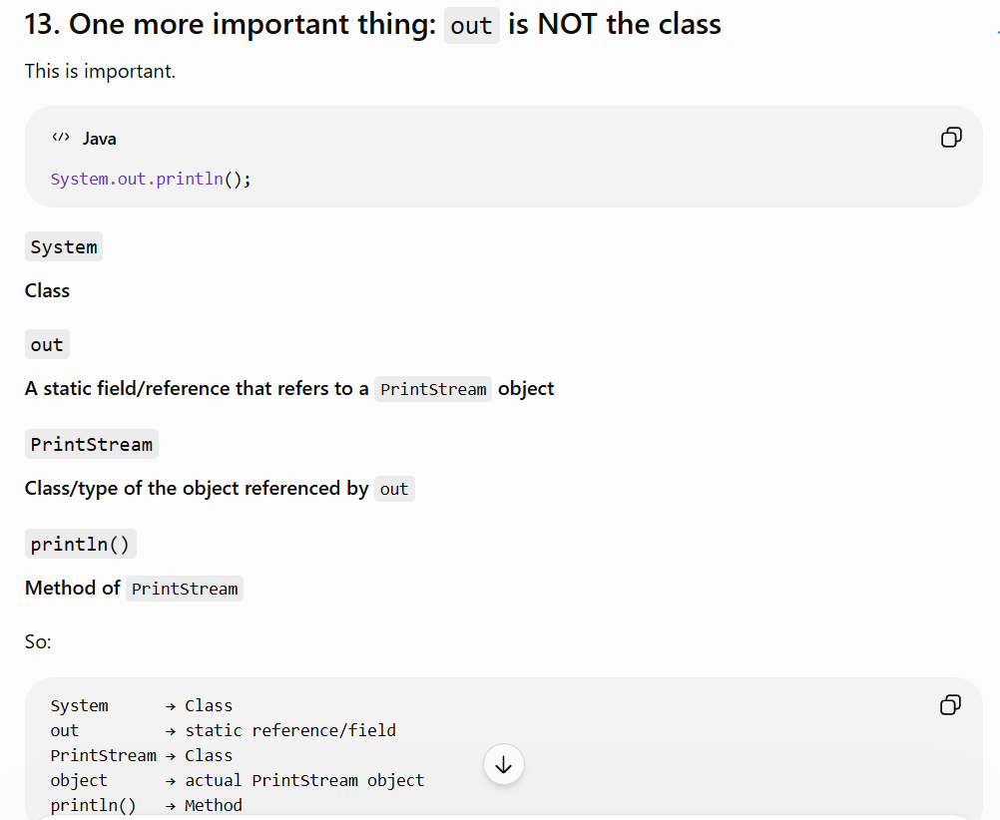 13. One more important thing: out is NOT the class
This is important.
</> Java
System.out.println();
System
Class
out
A static field/reference that refers to a PrintStream object
PrintStream
Class/type of the object referenced by out
println()
Method of PrintStream
So:
System → Class
out → static reference/field
PrintStream → Class
object → actual PrintStream object
println() → Method